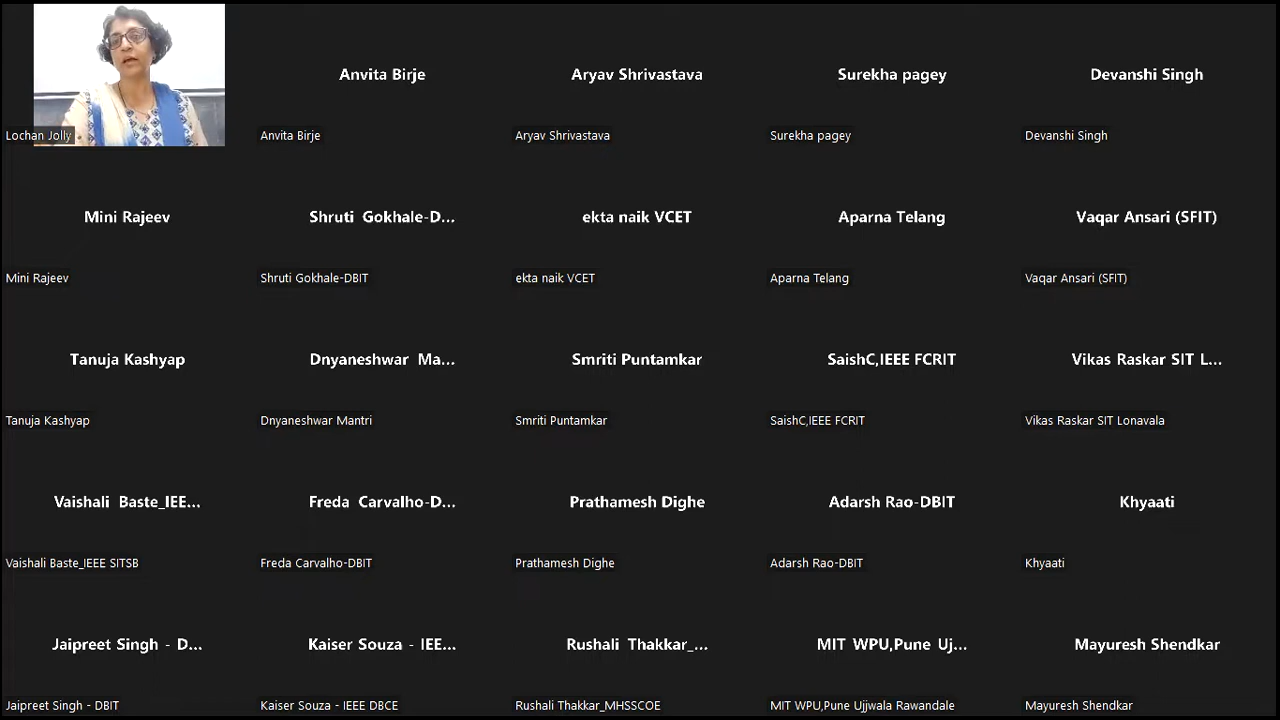 Anvita Birje
Aryav Shrivastava
Surekha pagey
Devanshi Singh
Lochan Jolly
Anvita Birje
Aryav Shrivastava
Surekha pagey
Devanshi Singh
Mini Rajeev
Shruti Gokhale-D...
ekta naik VCET
Aparna Telang
Vaqar Ansari (SFIT)
Mini Rajeev
Shruti Gokhale-DBIT
ekta naik VCET
Aparna Telang
Vaqar Ansari (SFIT)
Tanuja Kashyap
Dnyaneshwar Ma...
Smriti Puntamkar
SaishC,IEEE FCRIT
Vikas Raskar SIT L...
Tanuja Kashyap
Dnyaneshwar Mantri
Smriti Puntamkar
SaishC,IEEE FCRIT
Vikas Raskar SIT Lonavala
Vaishali Baste_IEE...
Freda Carvalho-D...
Prathamesh Dighe
Adarsh Rao-DBIT
Khyaati
Vaishali Baste_IEEE SITSB
Freda Carvalho-DBIT
Prathamesh Dighe
Adarsh Rao-DBIT
Khyaati
Jaipreet Singh - D...
Kaiser Souza - IEE...
Rushali Thakkar_...
MIT WPU,Pune Uj...
Mayuresh Shendkar
Jaipreet Singh - DBIT
Kaiser Souza - IEEE DBCE
Rushali Thakkar_MHSSCOE
MIT WPU,Pune Ujjwala Rawandale
Mayuresh Shendkar